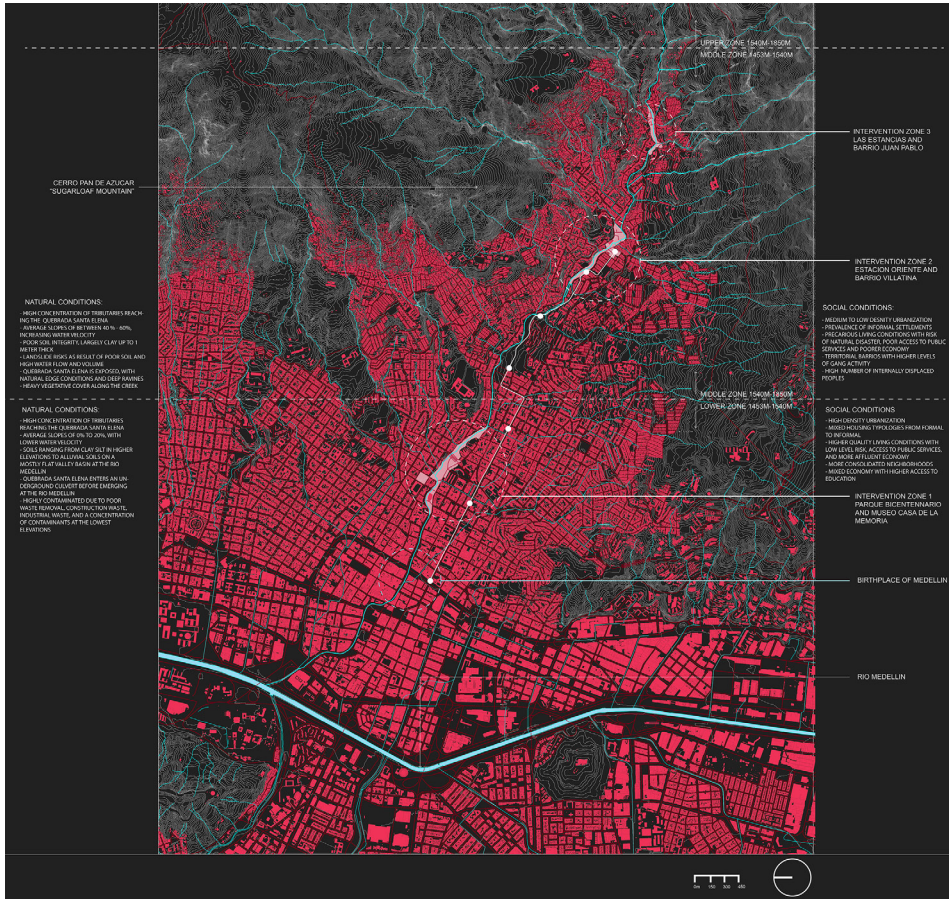 UPPER ZONE 1540M-1850M
MIDDLE ZONE 1453M-1540M
INTERVENTION ZONE 3
LAS ESTANCIAS AND
BARRIO JUAN PABLO
CERRO PAN DE AZUCAR
"SUGARLOAF MOUNTAIN"
INTERVENTION ZONE 2
ESTACION ORIENTE AND
BARRIO VILLATINA
NATURAL CONDITIONS:
- HIGH CONCENTRATION OF TRIBUTARIES REACH-
ING THE QUEBRADA SANTA ELENA
- AVERAGE SLOPES OF BETWEEN 40 % - 60%,
INCREASING WATER VELOCITY
- POOR SOIL INTEGRITY, LARGELY CLAY UP TO 1
METER THICK
- LANDSLIDE RISKS AS RESULT OF POOR SOIL AND
HIGH WATER FLOW AND VOLUME
- QUEBRADA SANTA ELENA IS EXPOSED, WITH
NATURAL EDGE CONDITIONS AND DEEP RAVINES
- HEAVY VEGETATIVE COVER ALONG THE CREEK
SOCIAL CONDITIONS:
- MEDIUM TO LOW DESNITY URBANIZATION
- PREVALENCE OF INFORMAL SETTLEMENTS
- PRECARIOUS LIVING CONDITIONS WITH RISK
OF NATURAL DISASTER, POOR ACCESS TO PUBLIC
SERVICES AND POORER ECONOMY
- TERRITORIAL BARRIOS WITH HIGHER LEVELS
OF GANG ACTIVITY
- HIGH NUMBER OF INTERNALLY DISPLACED
PEOPLES
MIDDLE ZONE 1540M-1850M
LOWER ZONE 1453M-1540M
NATURAL CONDITIONS:
- HIGH CONCENTRATION OF TRIBUTARIES
REACHING THE QUEBRADA SANTA ELENA
- AVERAGE SLOPES OF 0% TO 20%, WITH
LOWER WATER VELOCITY
- SOILS RANGING FROM CLAY SILT IN HIGHER
ELEVATIONS TO ALLUVIAL SOILS ON A
MOSTLY FLAT VALLEY BASIN AT THE RIO
MEDELLIN
- QUEBRADA SANTA ELENA ENTERS AN UN-
DERGROUND CULVERT BEFORE EMERGING
AT THE RIO MEDELLIN
- HIGHLY CONTAMINATED DUE TO POOR
WASTE REMOVAL, CONSTRUCTION WASTE,
INDUSTRIAL WASTE, AND A CONCENTRATION
OF CONTAMINANTS AT THE LOWEST
ELEVATIONS
SOCIAL CONDITIONS
- HIGH DENSITY URBANIZATION
- MIXED HOUSING TYPOLOGIES FROM FORMAL
TO INFORMAL
- HIGHER QUALITY LIVING CONDITIONS WITH
LOW LEVEL RISK, ACCESS TO PUBLIC SERVICES,
AND MORE AFFLUENT ECONOMY
- MORE CONSOLIDATED NEIGHBORHOODS
- MIXED ECONOMY WITH HIGHER ACCESS TO
EDUCATION
INTERVENTION ZONE 1
PARQUE BICENTENNARIO
AND MUSEO CASA DE LA
MEMORIA
BIRTHPLACE OF MEDELLIN
RIO MEDELLIN
0m 150 300 450